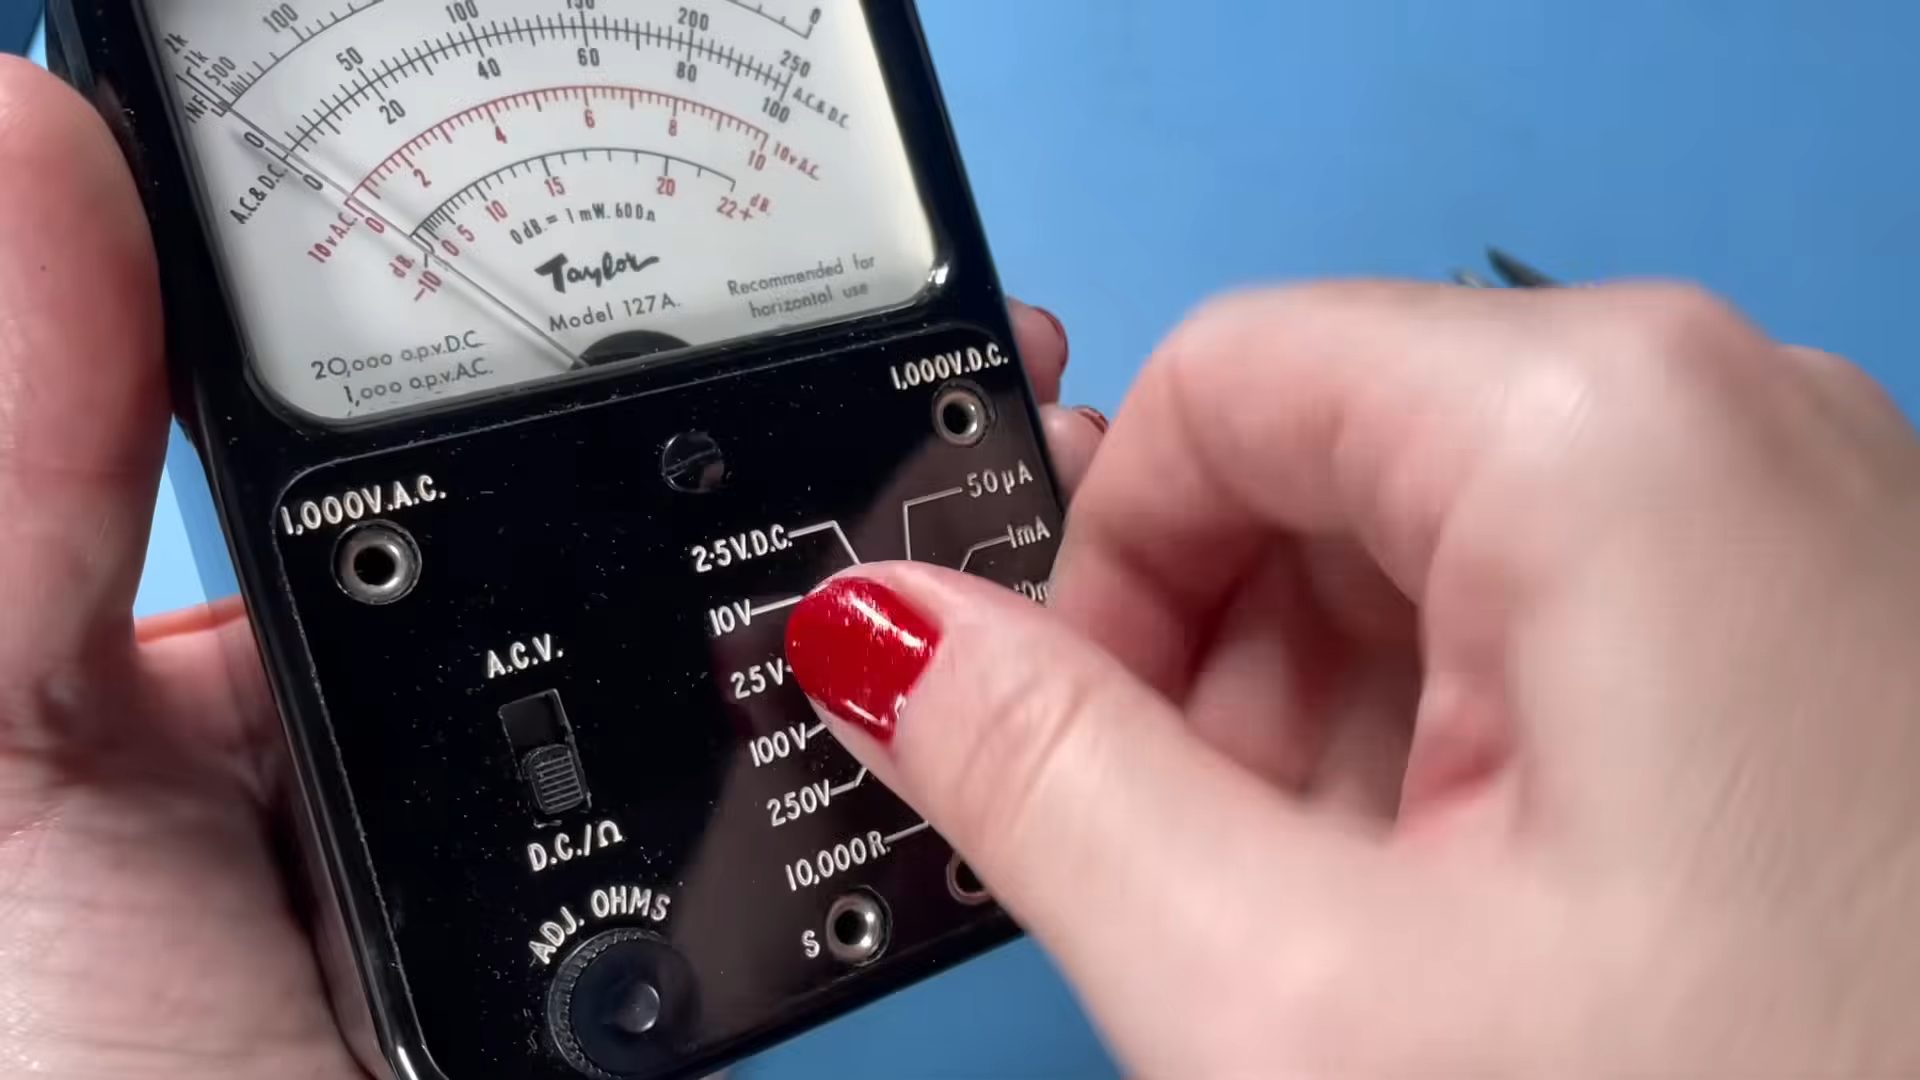 2k
1k
500
100
0
INF
50
100
150
200
250
0
20
40
60
80
100
A.C.& D.C.
A.C.& D.C.
0
2
4
6
8
10
10v A.C.
10v A.C.
-10
0
5
10
15
20
22+
dB.
dB.
0 dB. = 1 mW. 600Ω
Taylor
Model 127A.
Recommended for
horizontal use
20,000 o.p.v.D.C.
1,000 o.p.v.A.C.
1,000V.D.C.
1,000V.A.C.
50µA
1mA
2·5V.D.C.
10V
25V
100V
250V
10,000R.
A.C.V.
D.C./Ω
ADJ. OHMS
S